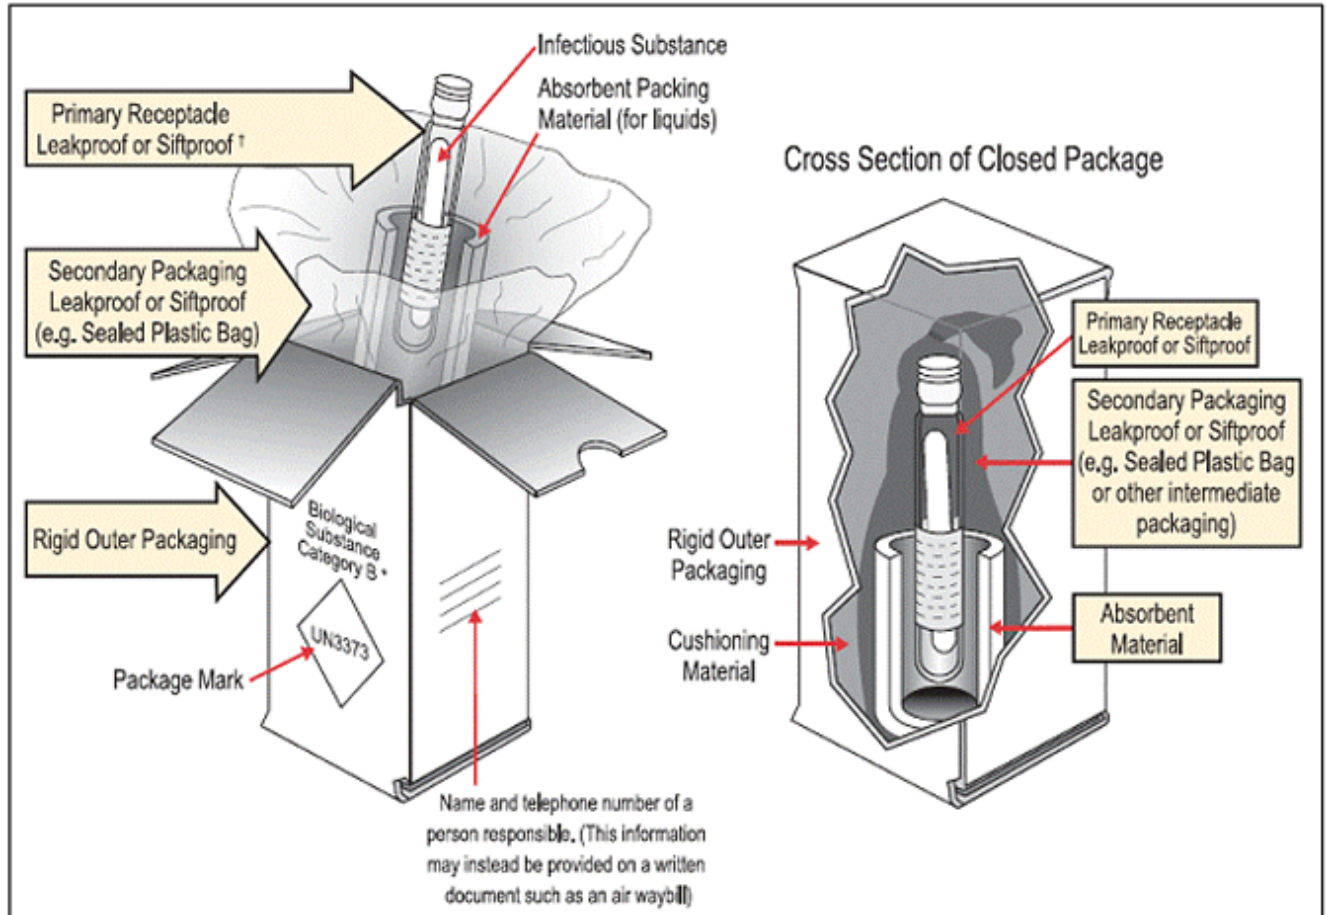 Infectious Substance
Absorbent Packing
Material (for liquids)
Primary Receptacle
Leakproof or Siftproof †
Secondary Packaging
Leakproof or Siftproof
(e.g. Sealed Plastic Bag)
Rigid Outer Packaging
Biological
Substance
Category B *
UN3373
Package Mark
Name and telephone number of a
person responsible. (This information
may instead be provided on a written
document such as an air waybill)
Cross Section of Closed Package
Primary Receptacle
Leakproof or Siftproof
Secondary Packaging
Leakproof or Siftproof
(e.g. Sealed Plastic Bag
or other intermediate
packaging)
Rigid Outer
Packaging
Cushioning
Material
Absorbent
Material